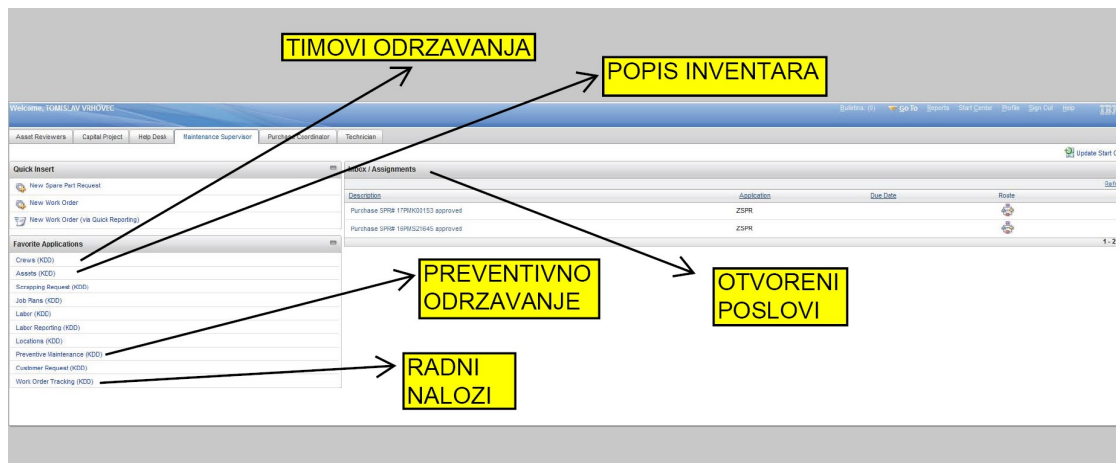 TIMOVI ODRZAVANJA
POPIS INVENTARA
Welcome, TOMISLAV VRHOVEC
Bulletins: (0) Go To Reports Start Center Profile Sign Out Help
Asset Reviewers Capital Project Help Desk Maintenance Supervisor Purchase Coordinator Technician
Update Start
Quick Insert
Inbox / Assignments
New Spare Part Request
New Work Order
New Work Order (via Quick Reporting)
Description Application Due Date Route
Purchase SPR# 17PMK00153 approved ZSPR
Purchase SPR# 16PMS21645 approved ZSPR
1 - 2
Favorite Applications
Crews (KDD)
Assets (KDD)
Scrapping Request (KDD)
Job Plans (KDD)
Labor (KDD)
Labor Reporting (KDD)
Locations (KDD)
Preventive Maintenance (KDD)
Customer Request (KDD)
Work Order Tracking (KDD)
PREVENTIVNO
ODRZAVANJE
OTVORENI
POSLOVI
RADNI
NALOZI